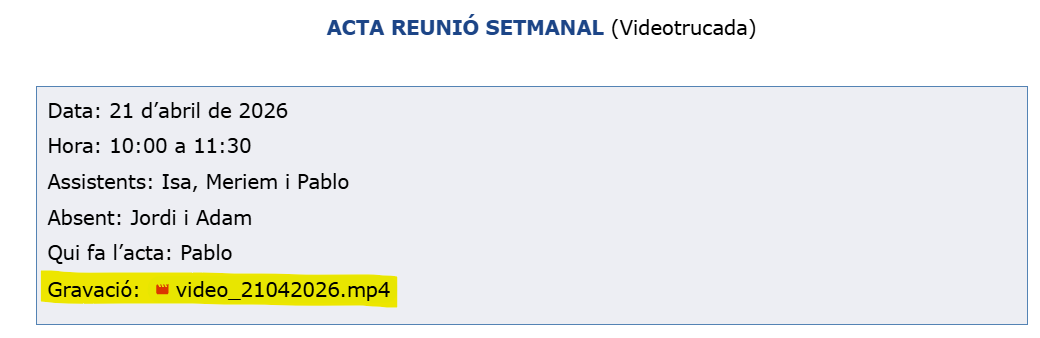 ACTA REUNIÓ SETMANAL (Videotrucada)
Data: 21 d’abril de 2026
Hora: 10:00 a 11:30
Assistents: Isa, Meriem i Pablo
Absent: Jordi i Adam
Qui fa l’acta: Pablo
Gravació: video_21042026.mp4